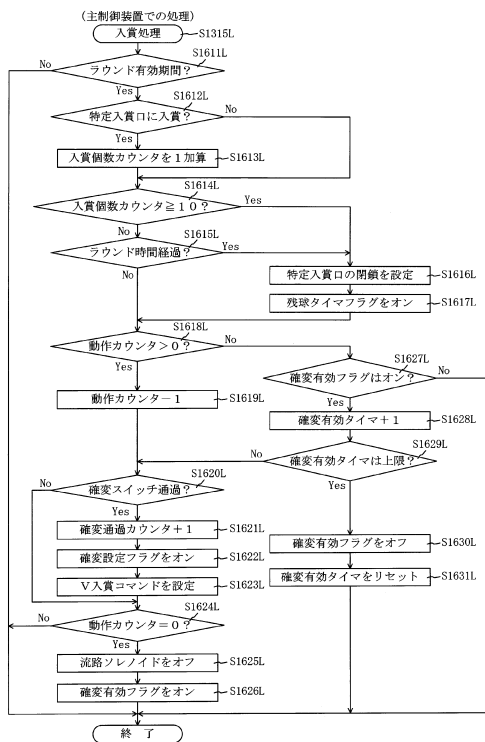 (主制御装置での処理)
入賞処理
S1315L
S1611L
No
ラウンド有効期間?
Yes
S1612L
特定入賞口に入賞?
No
Yes
入賞個数カウンタを1加算
S1613L
S1614L
入賞個数カウンタ≧10?
Yes
No
S1615L
ラウンド時間経過?
Yes
No
特定入賞口の閉鎖を設定
S1616L
残球タイマフラグをオン
S1617L
S1618L
動作カウンタ>0?
No
Yes
S1627L
確変有効フラグはオン?
No
動作カウンタ-1
S1619L
Yes
確変有効タイマ+1
S1628L
S1629L
No
確変有効タイマは上限?
Yes
S1620L
確変スイッチ通過?
No
Yes
確変通過カウンタ+1
S1621L
確変設定フラグをオン
S1622L
V入賞コマンドを設定
S1623L
確変有効フラグをオフ
S1630L
確変有効タイマをリセット
S1631L
S1624L
No
動作カウンタ=0?
Yes
流路ソレノイドをオフ
S1625L
確変有効フラグをオン
S1626L
終 了